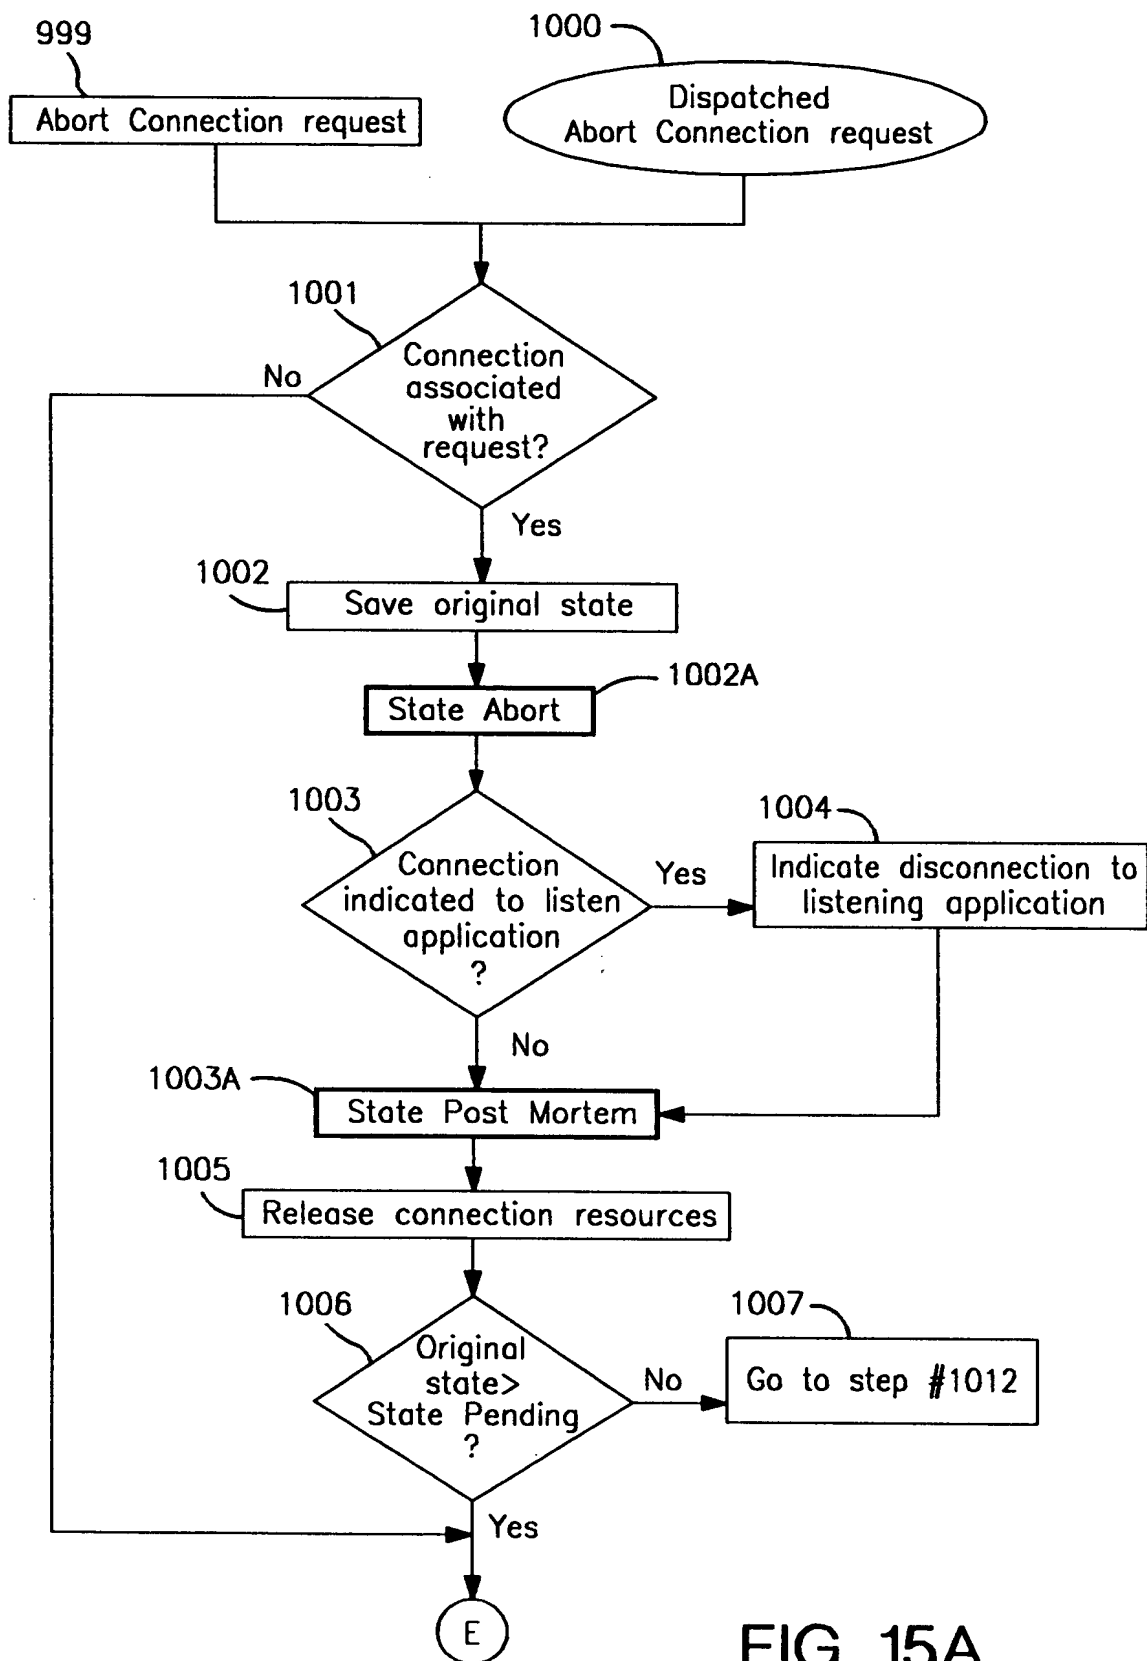 999
1000
Abort Connection request
Dispatched
Abort Connection request
1001
No
Connection
associated
with
request?
Yes
1002
Save original state
1002A
State Abort
1003
1004
Connection
indicated to listen
application
?
Yes
Indicate disconnection to
listening application
No
1003A
State Post Mortem
1005
Release connection resources
1006
1007
Original
state>
State Pending
?
No
Go to step #1012
Yes
E
FIG. 15A